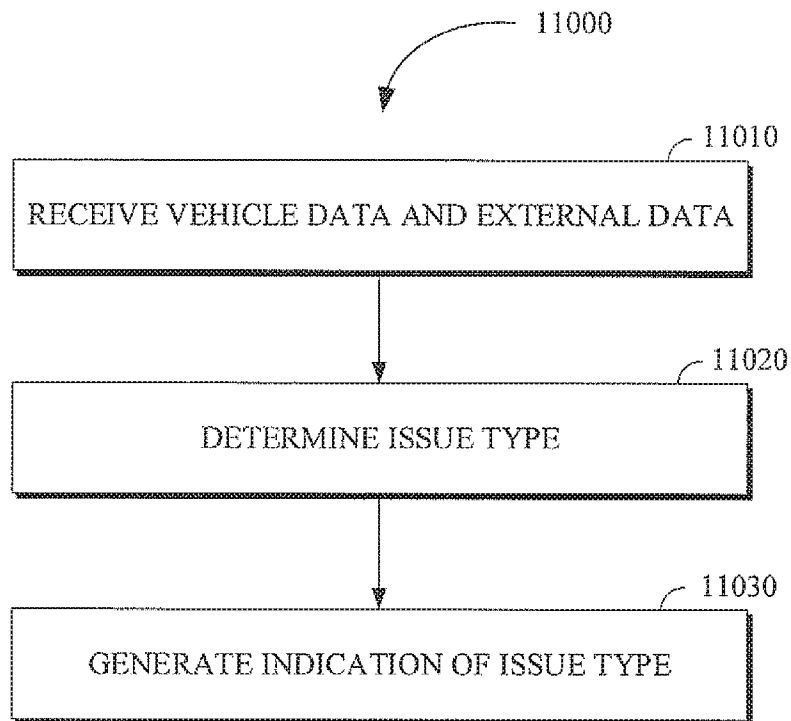 11000
11010
RECEIVE VEHICLE DATA AND EXTERNAL DATA
11020
DETERMINE ISSUE TYPE
11030
GENERATE INDICATION OF ISSUE TYPE